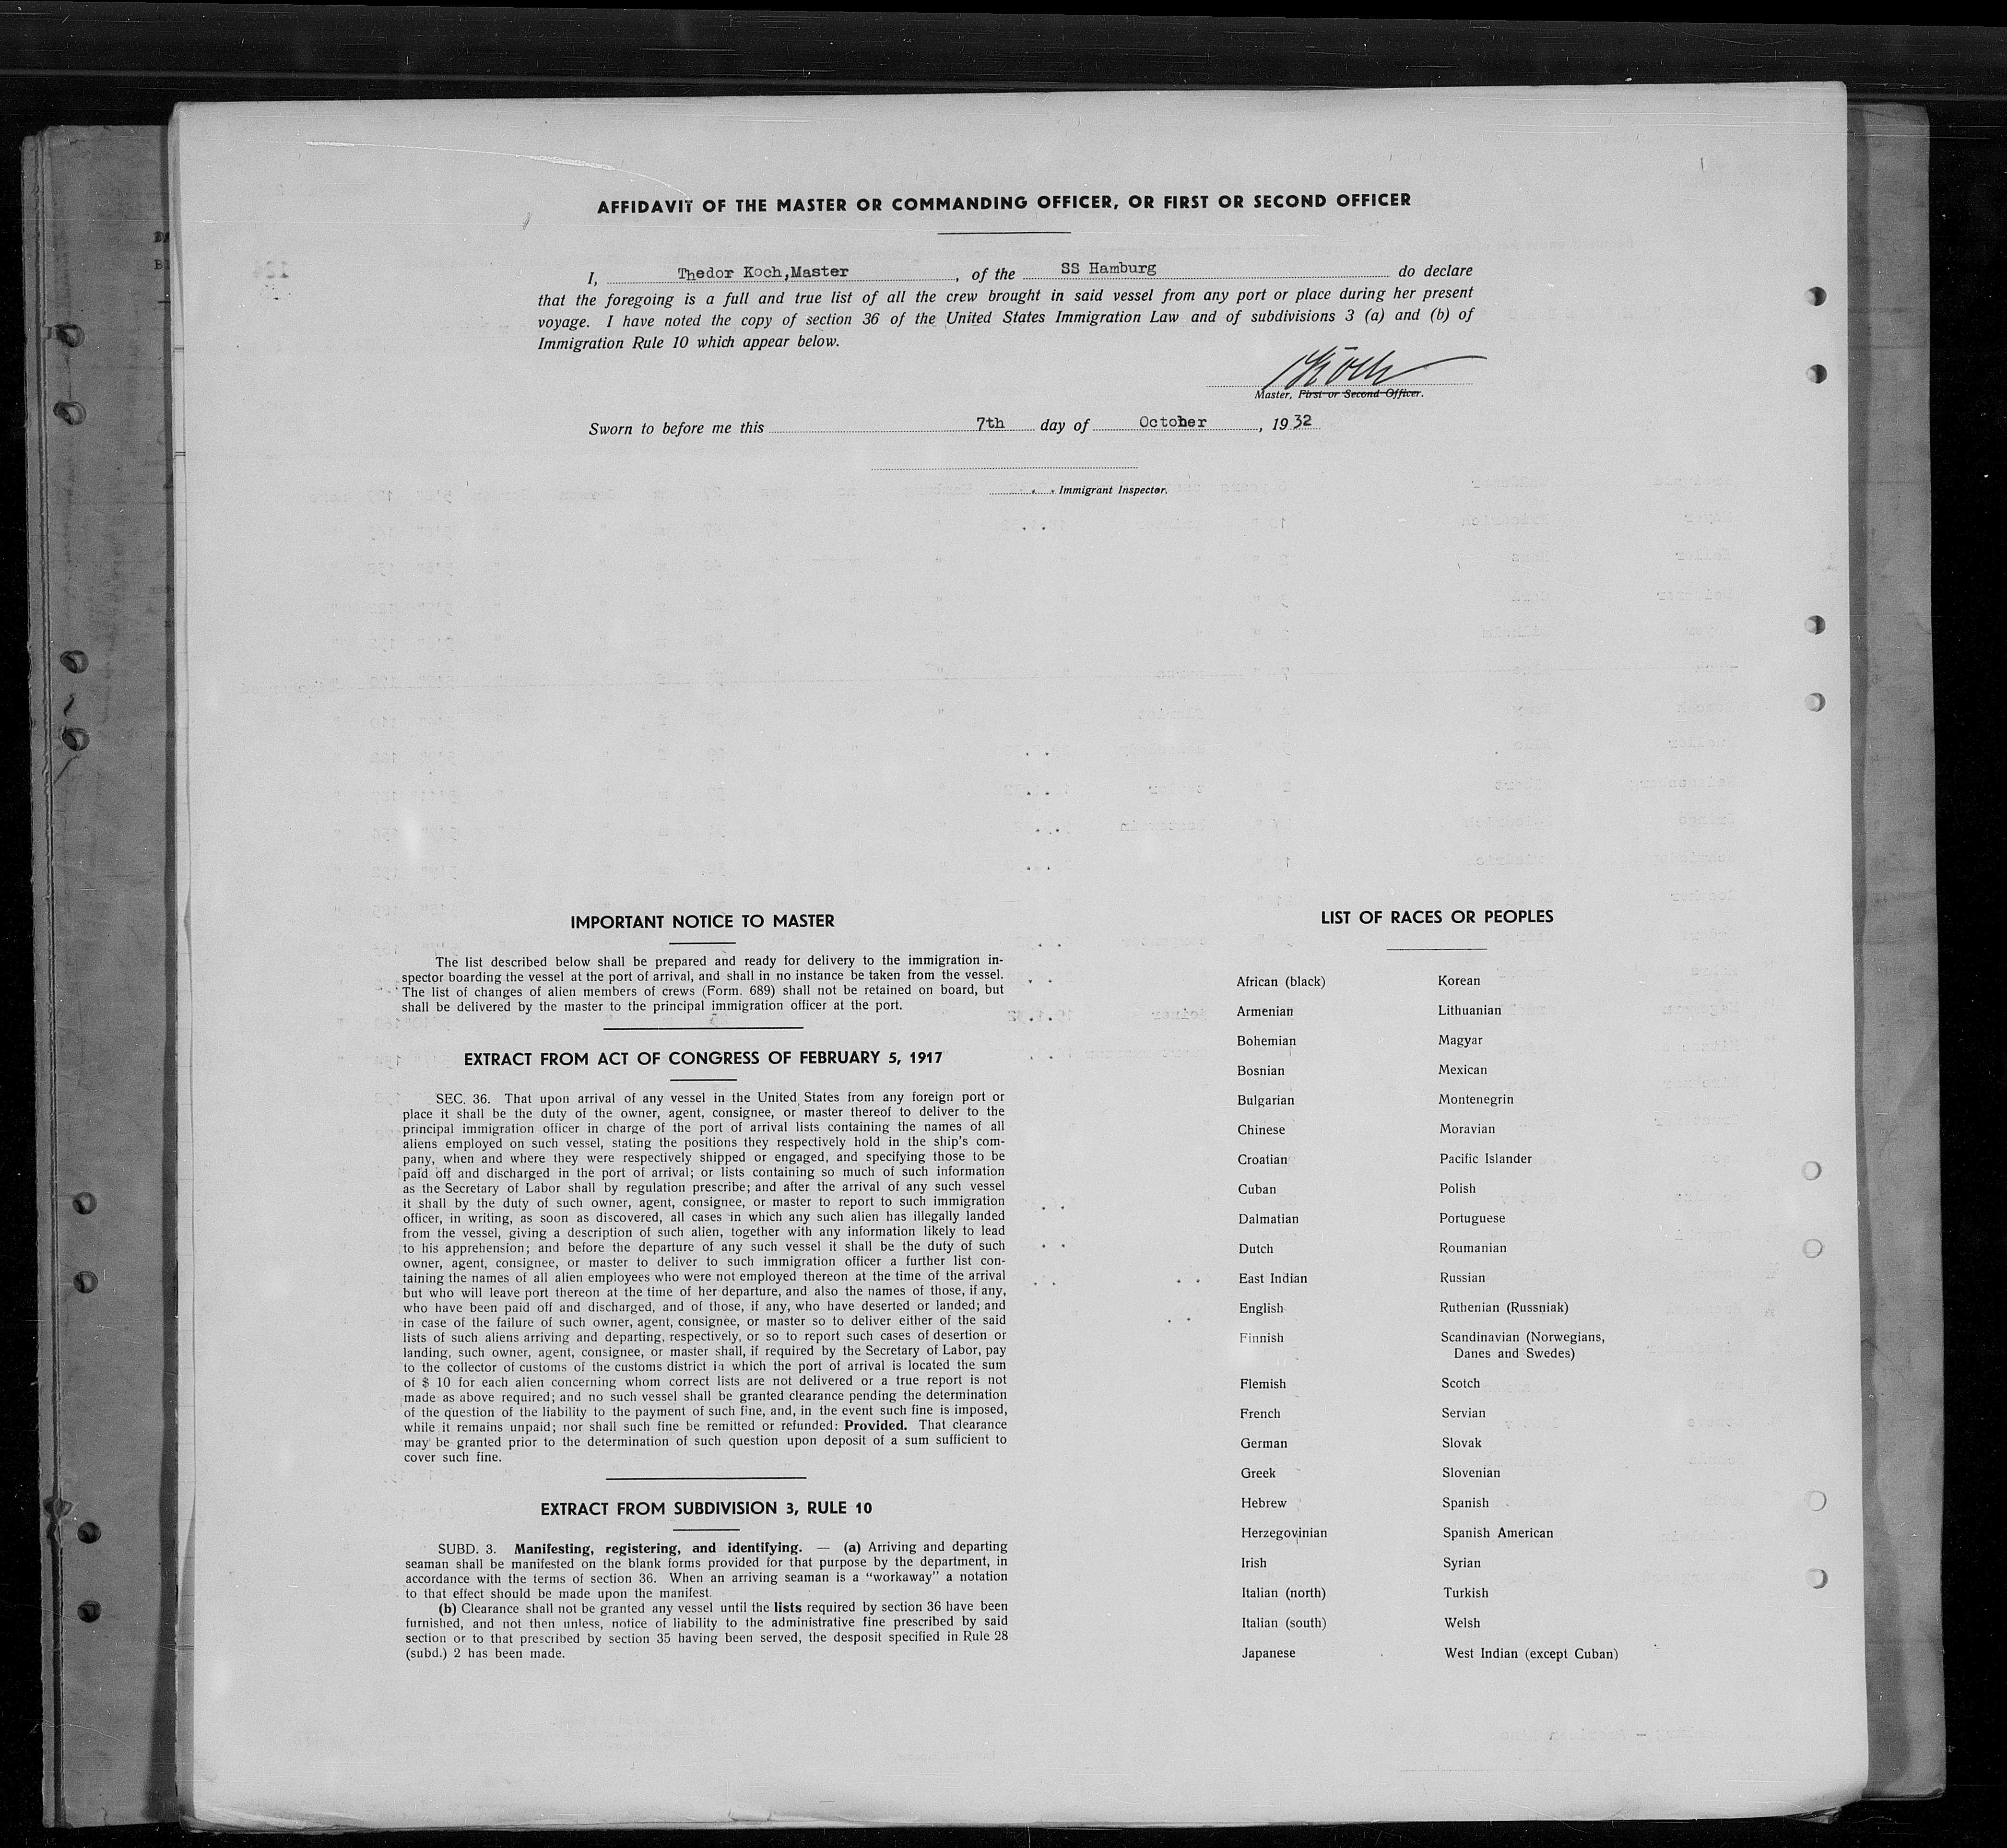 AFFIDAVIT OF THE MASTER OR COMMANDING OFFICER, OR FIRST OR SECOND OFFICER
I, Thedor Koch,Master, of the SS Hamburg do declare
that the foregoing is a full and true list of all the crew brought in said vessel from any port or place during her present
voyage. I have noted the copy of section 36 of the United States Immigration Law and of subdivisions 3 (a) and (b) of
Immigration Rule 10 which appear below.
Koch
Master, First or Second Officer.
Sworn to before me this 7th day of October, 1932
Immigrant Inspector.
IMPORTANT NOTICE TO MASTER
The list described below shall be prepared and ready for delivery to the immigration in-
spector boarding the vessel at the port of arrival, and shall in no instance be taken from the vessel.
The list of changes of alien members of crews (Form. 689) shall not be retained on board, but
shall be delivered by the master to the principal immigration officer at the port.
EXTRACT FROM ACT OF CONGRESS OF FEBRUARY 5, 1917
SEC. 36. That upon arrival of any vessel in the United States from any foreign port or
place it shall be the duty of the owner, agent, consignee, or master thereof to deliver to the
principal immigration officer in charge of the port of arrival lists containing the names of all
aliens employed on such vessel, stating the positions they respectively hold in the ship's com-
pany, when and where they were respectively shipped or engaged, and specifying those to be
paid off and discharged in the port of arrival; or lists containing so much of such information
as the Secretary of Labor shall by regulation prescribe; and after the arrival of any such vessel
it shall by the duty of such owner, agent, consignee, or master to report to such immigration
officer, in writing, as soon as discovered, all cases in which any such alien has illegally landed
from the vessel, giving a description of such alien, together with any information likely to lead
to his apprehension; and before the departure of any such vessel it shall be the duty of such
owner, agent, consignee, or master to deliver to such immigration officer a further list con-
taining the names of all alien employees who were not employed thereon at the time of the arrival
but who will leave port thereon at the time of her departure, and also the names of those, if any,
who have been paid off and discharged, and of those, if any, who have deserted or landed; and
in case of the failure of such owner, agent, consignee, or master so to deliver either of the said
lists of such aliens arriving and departing, respectively, or so to report such cases of desertion or
landing, such owner, agent, consignee, or master shall, if required by the Secretary of Labor, pay
to the collector of customs of the customs district in which the port of arrival is located the sum
of $ 10 for each alien concerning whom correct lists are not delivered or a true report is not
made as above required; and no such vessel shall be granted clearance pending the determination
of the question of the liability to the payment of such fine, and, in the event such fine is imposed,
while it remains unpaid; nor shall such fine be remitted or refunded: Provided. That clearance
may be granted prior to the determination of such question upon deposit of a sum sufficient to
cover such fine.
EXTRACT FROM SUBDIVISION 3, RULE 10
SUBD. 3. Manifesting, registering, and identifying. — (a) Arriving and departing
seaman shall be manifested on the blank forms provided for that purpose by the department, in
accordance with the terms of section 36. When an arriving seaman is a "workaway" a notation
to that effect should be made upon the manifest.
(b) Clearance shall not be granted any vessel until the lists required by section 36 have been
furnished, and not then unless, notice of liability to the administrative fine prescribed by said
section or to that prescribed by section 35 having been served, the desposit specified in Rule 28
(subd.) 2 has been made.
LIST OF RACES OR PEOPLES
African (black) Korean
Armenian Lithuanian
Bohemian Magyar
Bosnian Mexican
Bulgarian Montenegrin
Chinese Moravian
Croatian Pacific Islander
Cuban Polish
Dalmatian Portuguese
Dutch Roumanian
East Indian Russian
English Ruthenian (Russniak)
Finnish Scandinavian (Norwegians,
Danes and Swedes)
Flemish Scotch
French Servian
German Slovak
Greek Slovenian
Hebrew Spanish
Herzegovinian Spanish American
Irish Syrian
Italian (north) Turkish
Italian (south) Welsh
Japanese West Indian (except Cuban)